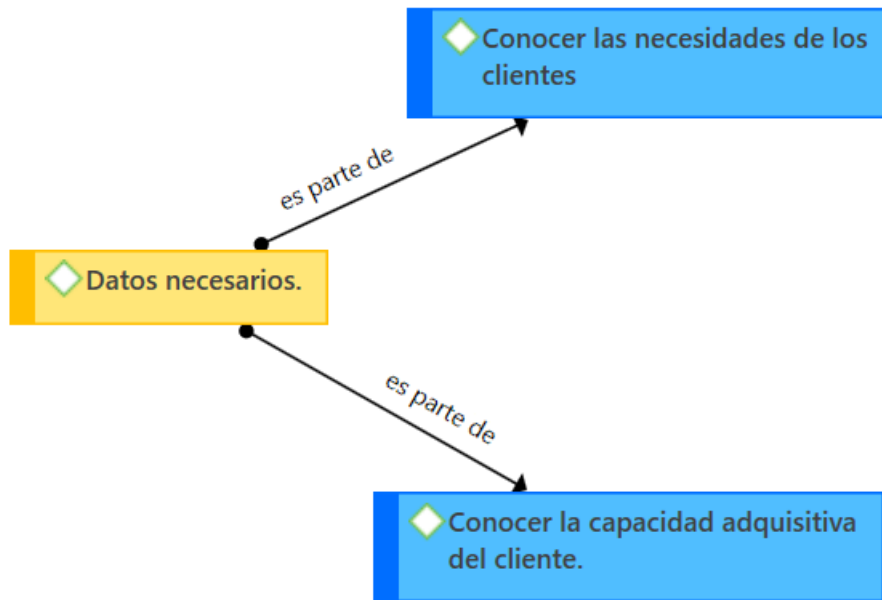 Conocer las necesidades de los
clientes
es parte de
Datos necesarios.
es parte de
Conocer la capacidad adquisitiva
del cliente.